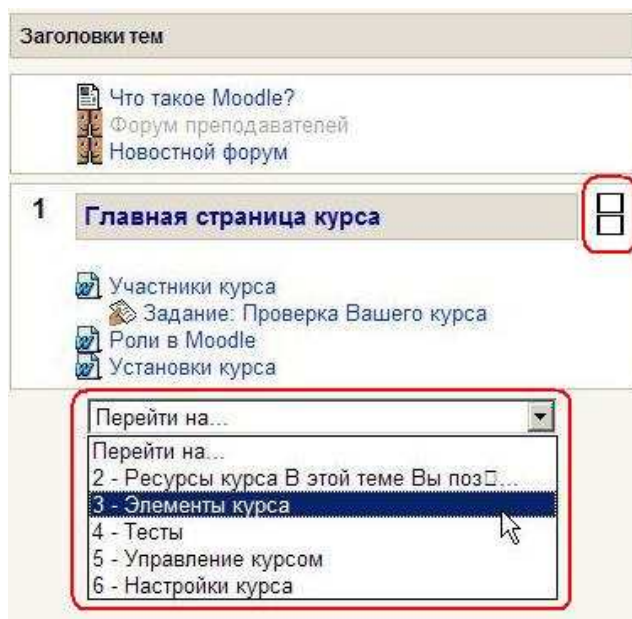 Заголовки тем
Что такое Moodle?
Форум преподавателей
Новостной форум
1 Главная страница курса
Участники курса
Задание: Проверка Вашего курса
Роли в Moodle
Установки курса
Перейти на...
Перейти на...
2 - Ресурсы курса В этой теме Вы поз□...
3 - Элементы курса
4 - Тесты
5 - Управление курсом
6 - Настройки курса